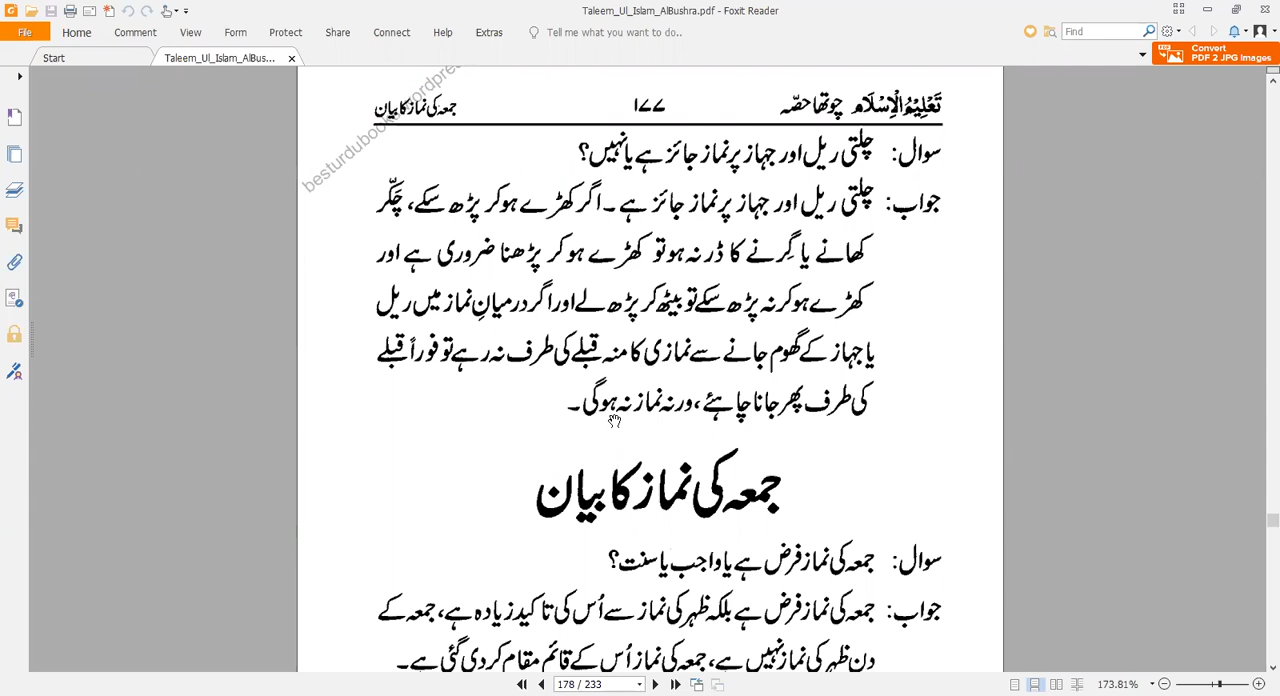 Taleem_Ul_Islam_AlBushra.pdf - Foxit Reader
File Home Comment View Form Protect Share Connect Help Extras Tell me what you want to do.. Find
Start Taleem_Ul_Islam_AlBus... Convert
PDF 2 JPG Images
besturdubooks.wordpres
تَعْلِيْمُ الْاِسْلَام چوتھا حصّہ ۱۷۷ جمعہ کی نماز کا بیان
سوال: چلتی ریل اور جہاز پر نماز جائز ہے یا نہیں؟
جواب: چلتی ریل اور جہاز پر نماز جائز ہے ۔ اگر کھڑے ہو کر پڑھ سکے، چَکّر
کھانے یا گِرنے کا ڈر نہ ہو تو کھڑے ہو کر پڑھنا ضروری ہے اور
کھڑے ہو کر نہ پڑھ سکے تو بیٹھ کر پڑھ لے اور اگر درمیانِ نماز میں ریل
یا جہاز کے گھوم جانے سے نمازی کا منہ قبلے کی طرف نہ رہے تو فوراً قبلے
کی طرف پھر جانا چاہئے ، ورنہ نماز نہ ہوگی ۔
جمعہ کی نماز کا بیان
سوال: جمعہ کی نماز فرض ہے یا واجب یا سنت؟
جواب: جمعہ کی نماز فرض ہے بلکہ ظہر کی نماز سے اُس کی تاکید زیادہ ہے، جمعہ کے
دن ظہر کی نماز نہیں ہے، جمعہ کی نماز اُس کے قائم مقام کر دی گئی ہے ۔
178 / 233 173.81%